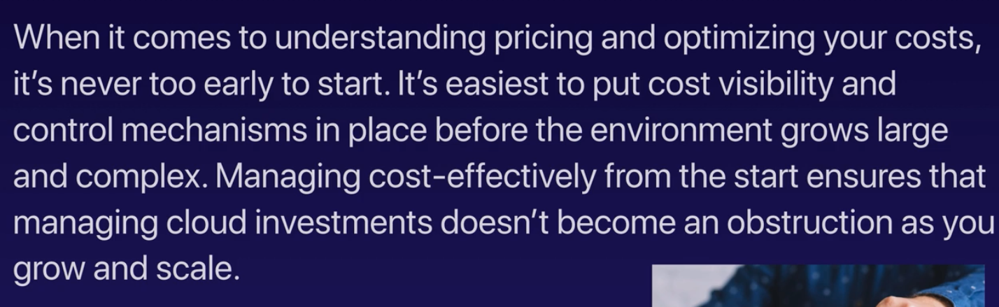 When it comes to understanding pricing and optimizing your costs,
it’s never too early to start. It’s easiest to put cost visibility and
control mechanisms in place before the environment grows large
and complex. Managing cost-effectively from the start ensures that
managing cloud investments doesn’t become an obstruction as you
grow and scale.